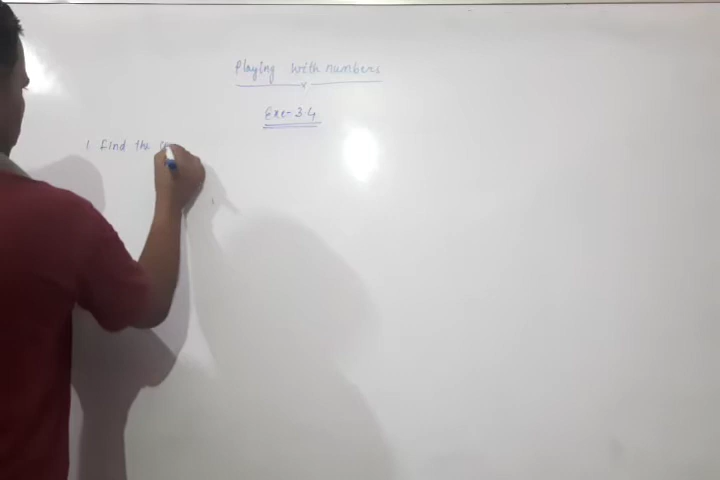 Playing with numbers
Exe- 3.4
1 Find the